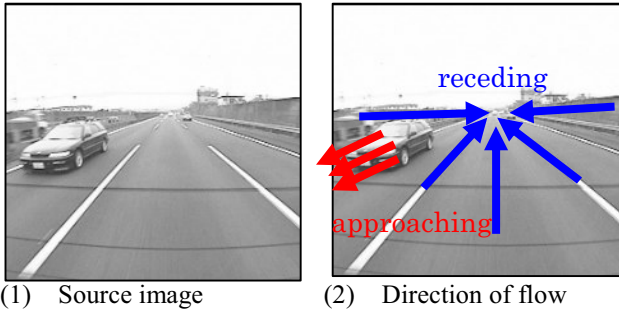 receding
approaching
(1) Source image
(2) Direction of flow